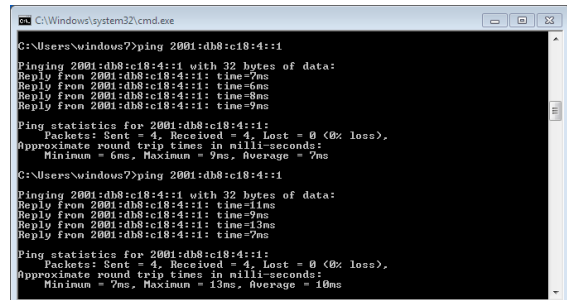 C:\Windows\system32\cmd.exe
C:\Users\windows7>ping 2001:db8:c18:4::1
Pinging 2001:db8:c18:4::1 with 32 bytes of data:
Reply from 2001:db8:c18:4::1: time=7ms
Reply from 2001:db8:c18:4::1: time=6ms
Reply from 2001:db8:c18:4::1: time=8ms
Reply from 2001:db8:c18:4::1: time=9ms
Ping statistics for 2001:db8:c18:4::1:
Packets: Sent = 4, Received = 4, Lost = 0 (0% loss),
Approximate round trip times in milli-seconds:
Minimum = 6ms, Maximum = 9ms, Average = 7ms
C:\Users\windows7>ping 2001:db8:c18:4::1
Pinging 2001:db8:c18:4::1 with 32 bytes of data:
Reply from 2001:db8:c18:4::1: time=11ms
Reply from 2001:db8:c18:4::1: time=9ms
Reply from 2001:db8:c18:4::1: time=13ms
Reply from 2001:db8:c18:4::1: time=7ms
Ping statistics for 2001:db8:c18:4::1:
Packets: Sent = 4, Received = 4, Lost = 0 (0% loss),
Approximate round trip times in milli-seconds:
Minimum = 7ms, Maximum = 13ms, Average = 10ms